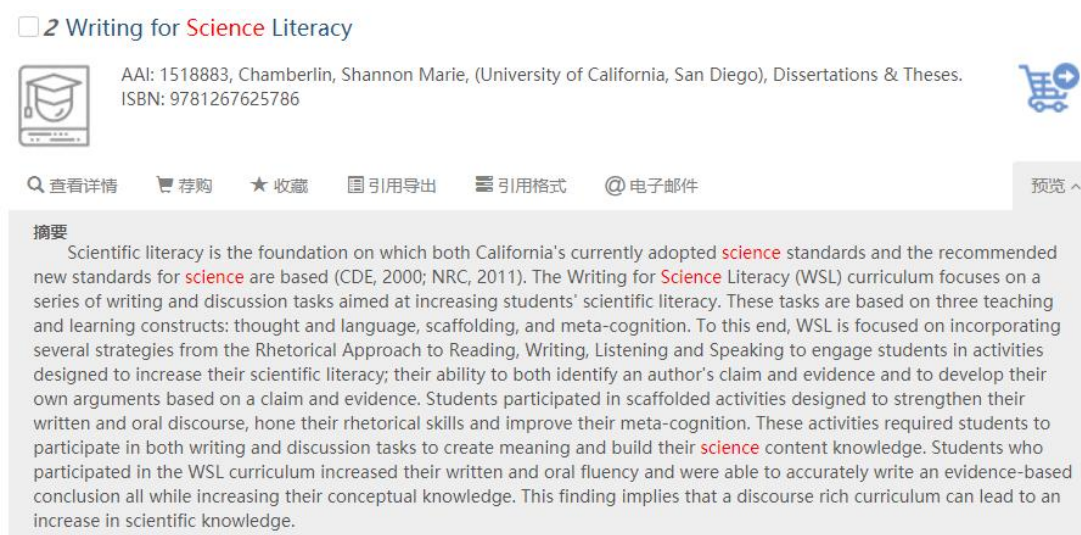 2 Writing for Science Literacy
AAI: 1518883, Chamberlin, Shannon Marie, (University of California, San Diego), Dissertations & Theses.
ISBN: 9781267625786
查看详情 荐购 收藏 引用导出 引用格式 @ 电子邮件 预览
摘要
Scientific literacy is the foundation on which both California's currently adopted science standards and the recommended
new standards for science are based (CDE, 2000; NRC, 2011). The Writing for Science Literacy (WSL) curriculum focuses on a
series of writing and discussion tasks aimed at increasing students' scientific literacy. These tasks are based on three teaching
and learning constructs: thought and language, scaffolding, and meta-cognition. To this end, WSL is focused on incorporating
several strategies from the Rhetorical Approach to Reading, Writing, Listening and Speaking to engage students in activities
designed to increase their scientific literacy; their ability to both identify an author's claim and evidence and to develop their
own arguments based on a claim and evidence. Students participated in scaffolded activities designed to strengthen their
written and oral discourse, hone their rhetorical skills and improve their meta-cognition. These activities required students to
participate in both writing and discussion tasks to create meaning and build their science content knowledge. Students who
participated in the WSL curriculum increased their written and oral fluency and were able to accurately write an evidence-based
conclusion all while increasing their conceptual knowledge. This finding implies that a discourse rich curriculum can lead to an
increase in scientific knowledge.